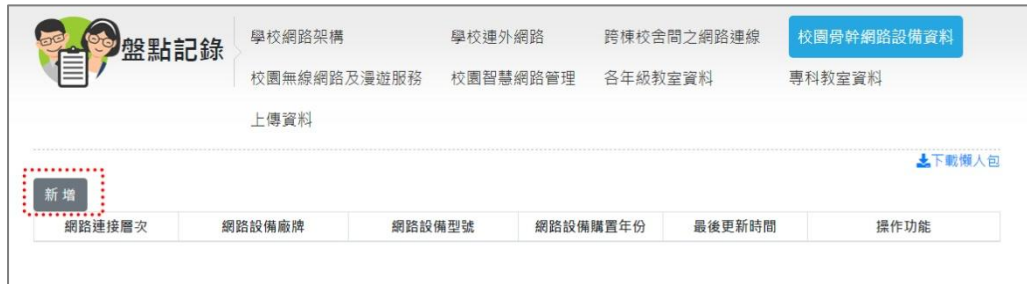 盤點記錄
學校網路架構 學校連外網路 跨棟校舍間之網路連線 校園骨幹網路設備資料
校園無線網路及漫遊服務 校園智慧網路管理 各年級教室資料 專科教室資料
上傳資料
下載懶人包
新增
網路連接層次 網路設備廠牌 網路設備型號 網路設備購置年份 最後更新時間 操作功能